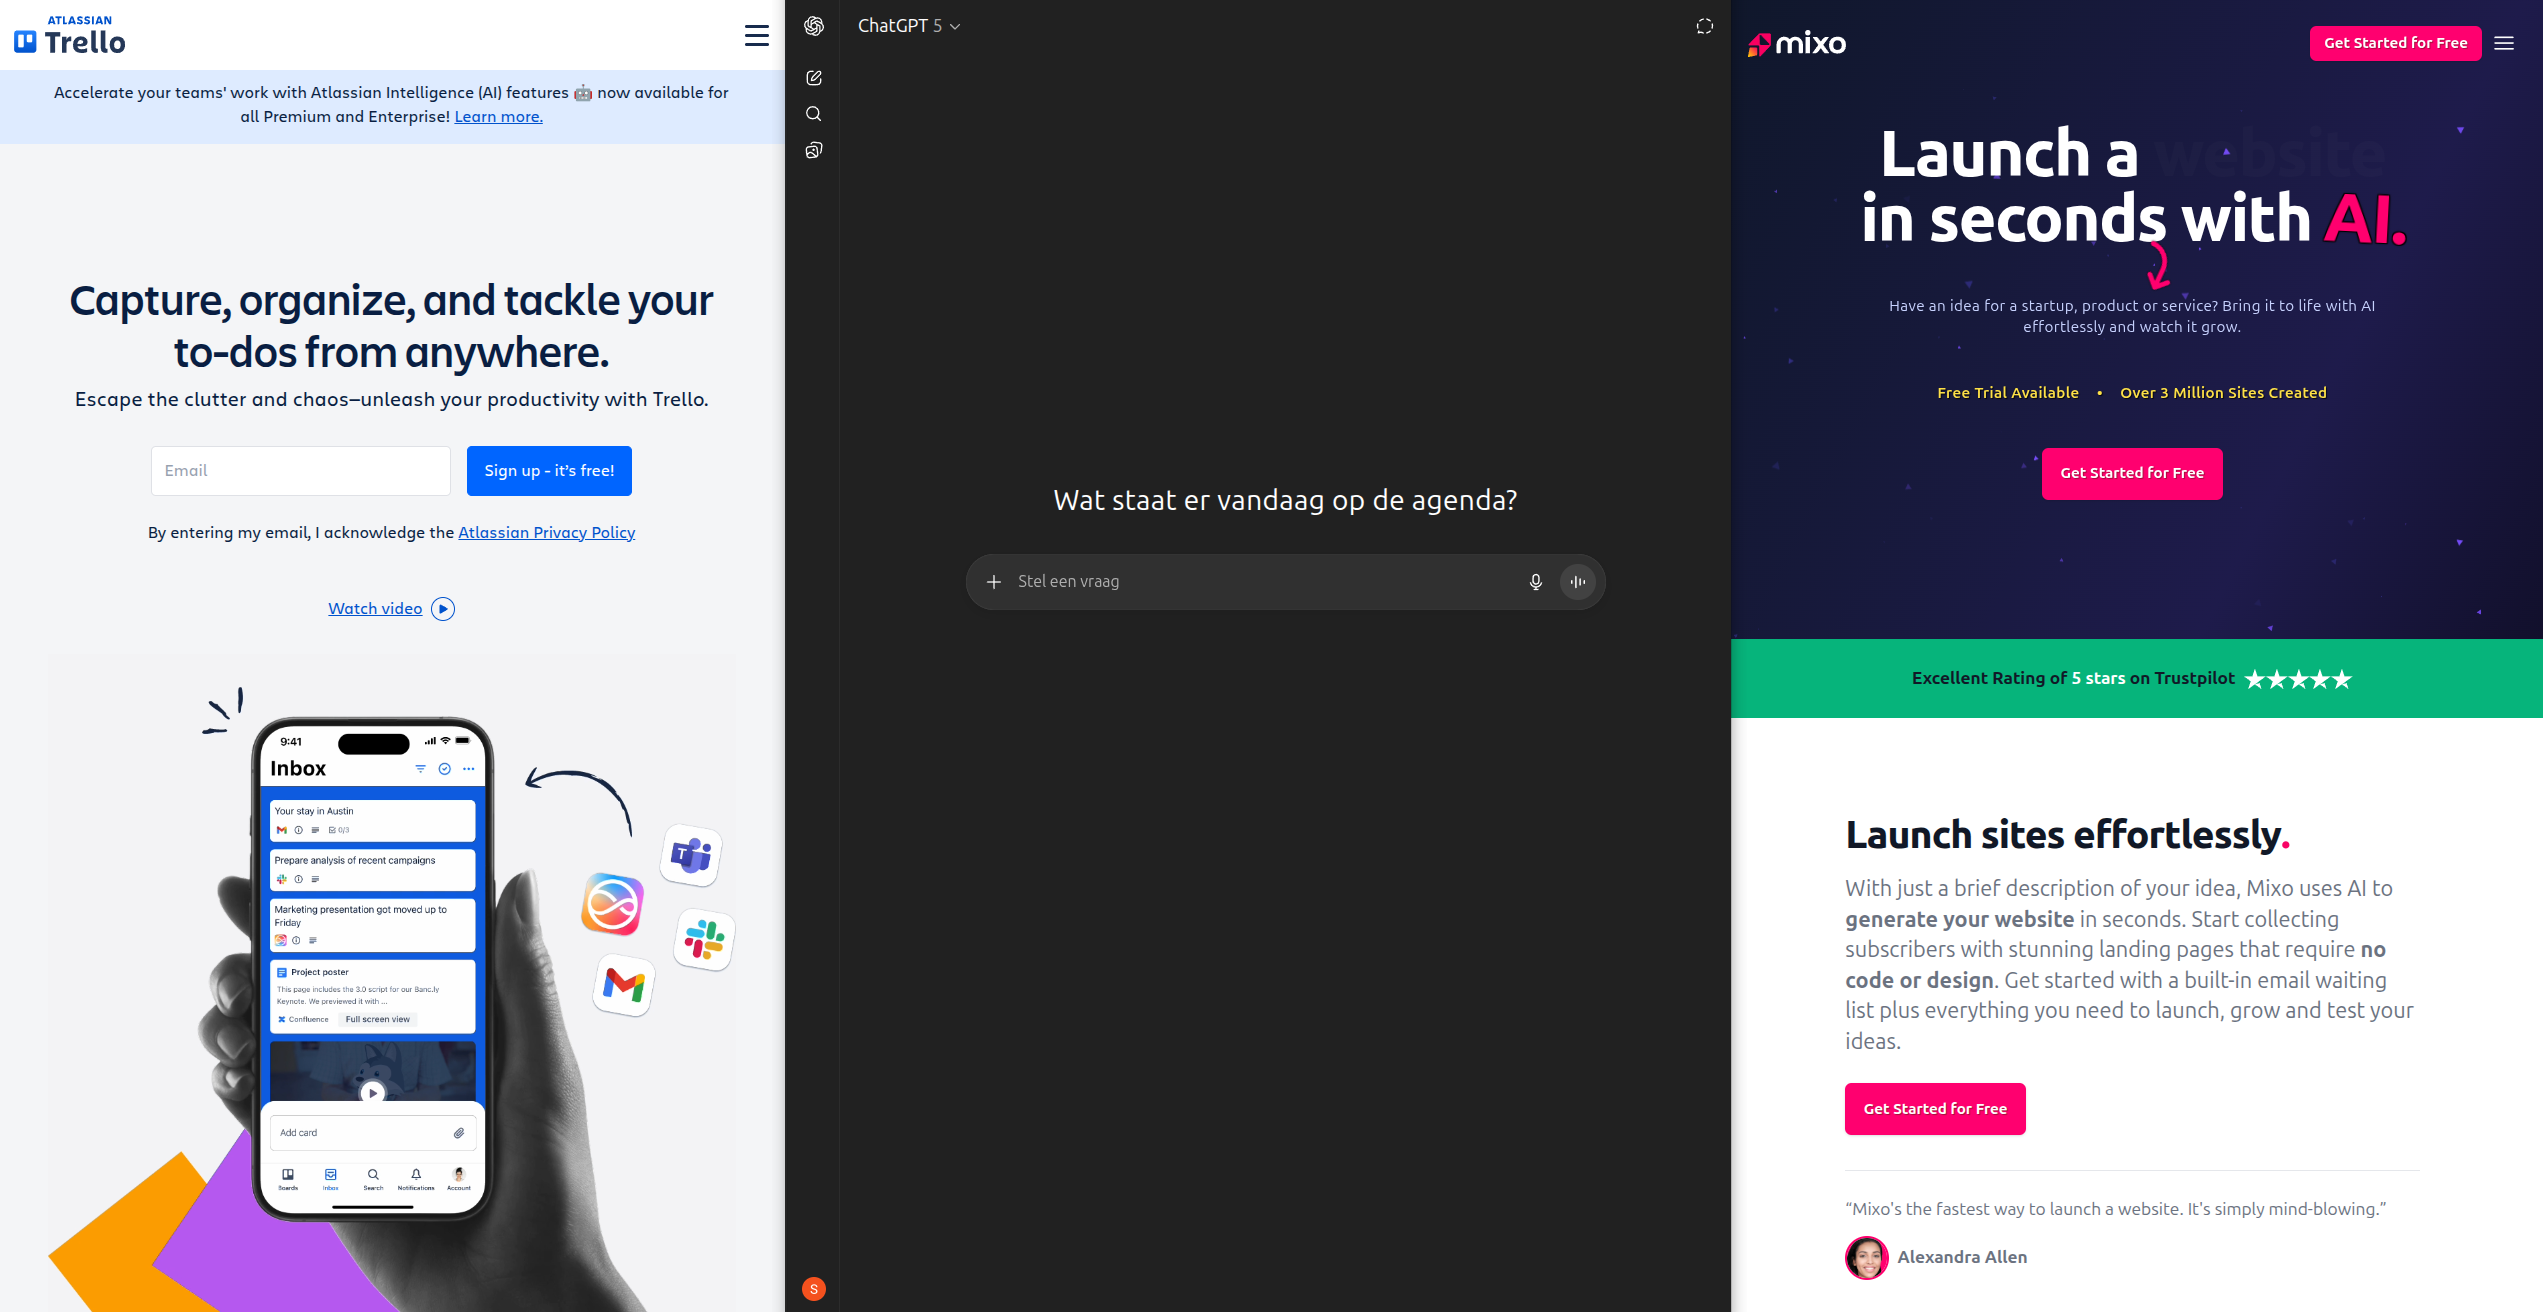 ATLASSIAN
Trello
Accelerate your teams' work with Atlassian Intelligence (AI) features 🤖 now available for
all Premium and Enterprise! Learn more.
Capture, organize, and tackle your
to-dos from anywhere.
Escape the clutter and chaos—unleash your productivity with Trello.
Email
Sign up - it's free!
By entering my email, I acknowledge the Atlassian Privacy Policy
Watch video
9:41
Inbox
Your stay in Austin
0/3
Prepare analysis of recent campaigns
Marketing presentation got moved up to
Friday
Project poster
This page includes the 3.0 script for our Banc.ly
Keynote. We previewed it with ...
Confluence
Full screen view
Add card
Boards
Inbox
Search
Notifications
Account
T
ChatGPT 5
Wat staat er vandaag op de agenda?
Stel een vraag
S
mixo
Get Started for Free
Launch a website
in seconds with AI.
Have an idea for a startup, product or service? Bring it to life with AI
effortlessly and watch it grow.
Free Trial Available • Over 3 Million Sites Created
Get Started for Free
Excellent Rating of 5 stars on Trustpilot
Launch sites effortlessly.
With just a brief description of your idea, Mixo uses AI to
generate your website in seconds. Start collecting
subscribers with stunning landing pages that require no
code or design. Get started with a built-in email waiting
list plus everything you need to launch, grow and test your
ideas.
Get Started for Free
“Mixo's the fastest way to launch a website. It's simply mind-blowing.”
Alexandra Allen